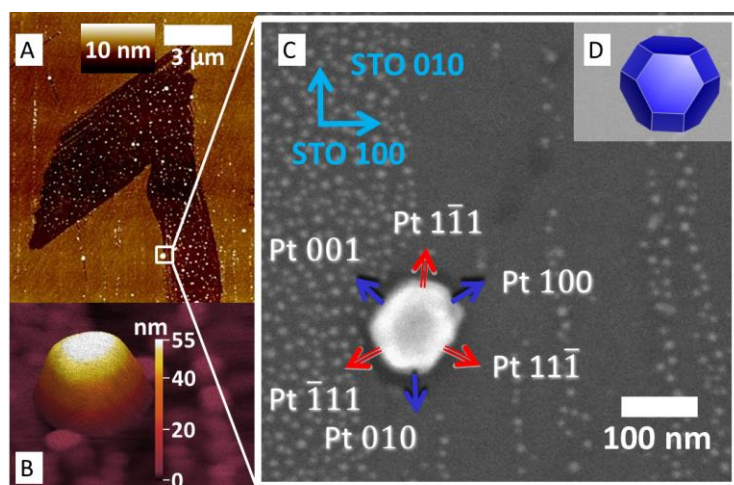 A
10 nm
3 µm
C
STO 010
STO 100
D
Pt 11̅1
Pt 001
Pt 100
Pt 1̅11
Pt 111̅
Pt 010
100 nm
nm
55
40
20
0
B